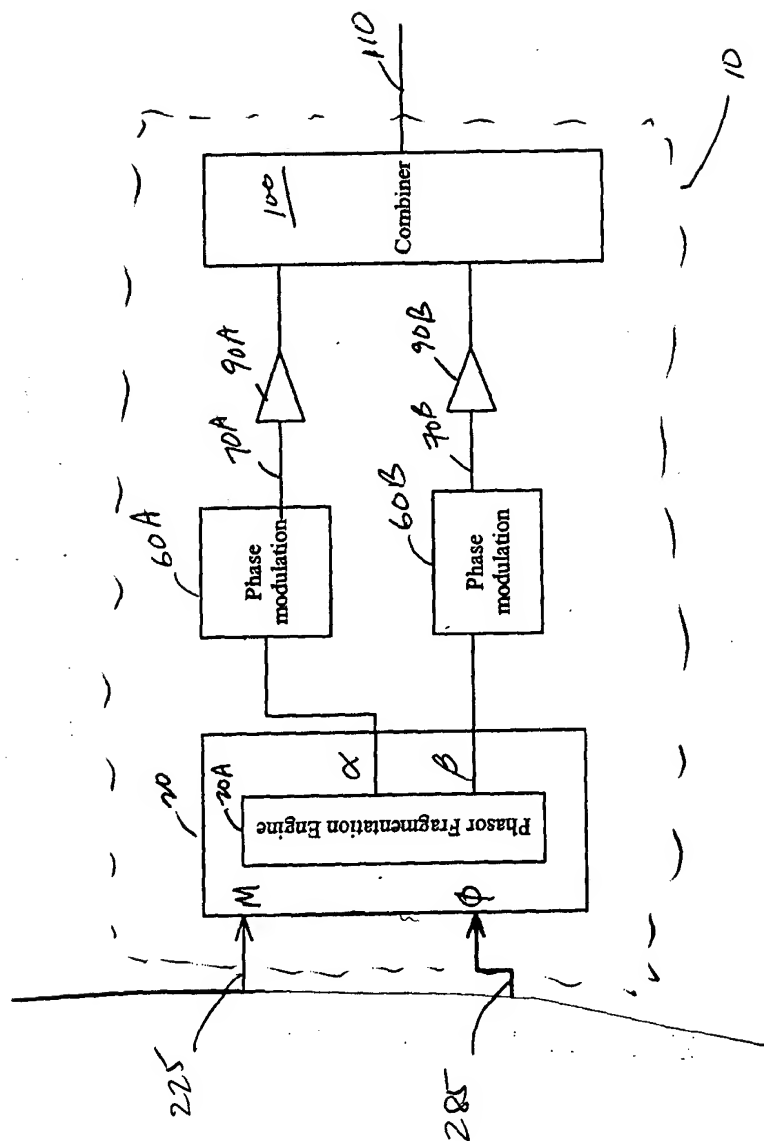 110
10
100
Combiner
90A
90B
70A
70B
60A
Phase
modulation
60B
Phase
modulation
20
20A
Phasor Fragmentation Engine
α
β
M
Φ
225
285